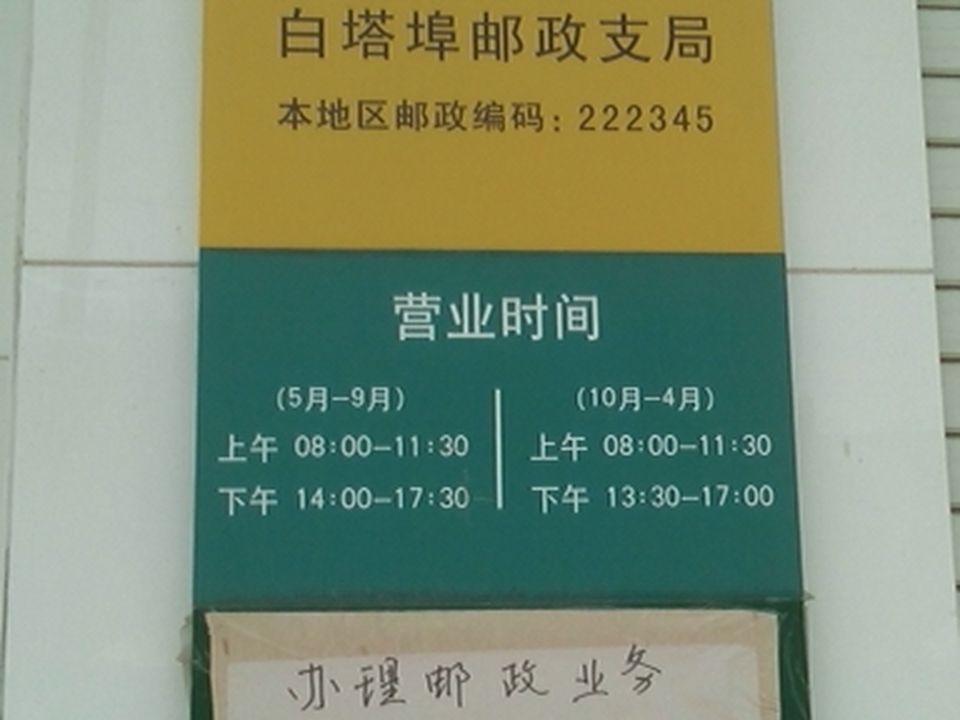 白塔埠邮政支局
本地区邮政编码: 222345
营业时间
(5月-9月)
上午 08:00-11:30
下午 14:00-17:30
(10月-4月)
上午 08:00-11:30
下午 13:30-17:00
办理邮政业务